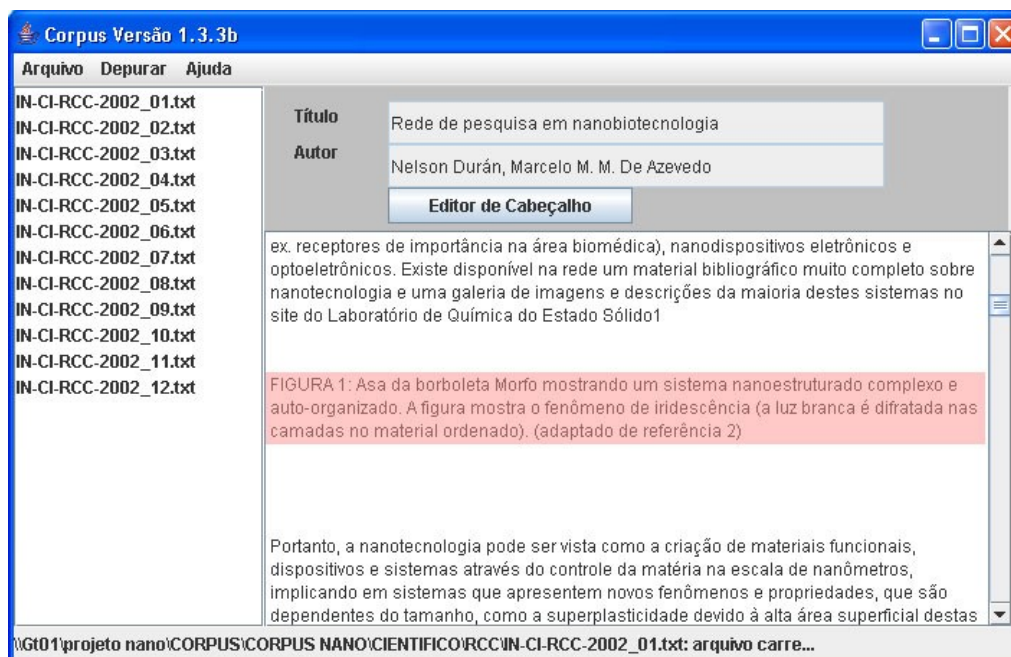 Corpus Versão 1.3.3b
Arquivo Depurar Ajuda
IN-CI-RCC-2002_01.txt
IN-CI-RCC-2002_02.txt
IN-CI-RCC-2002_03.txt
IN-CI-RCC-2002_04.txt
IN-CI-RCC-2002_05.txt
IN-CI-RCC-2002_06.txt
IN-CI-RCC-2002_07.txt
IN-CI-RCC-2002_08.txt
IN-CI-RCC-2002_09.txt
IN-CI-RCC-2002_10.txt
IN-CI-RCC-2002_11.txt
IN-CI-RCC-2002_12.txt
Título Rede de pesquisa em nanobiotecnologia
Autor Nelson Durán, Marcelo M. M. De Azevedo
Editor de Cabeçalho
ex. receptores de importância na área biomédica), nanodispositivos eletrônicos e
optoeletrônicos. Existe disponível na rede um material bibliográfico muito completo sobre
nanotecnologia e uma galeria de imagens e descrições da maioria destes sistemas no
site do Laboratório de Química do Estado Sólido1
FIGURA 1: Asa da borboleta Morfo mostrando um sistema nanoestruturado complexo e
auto-organizado. A figura mostra o fenômeno de iridescência (a luz branca é difratada nas
camadas no material ordenado). (adaptado de referência 2)
Portanto, a nanotecnologia pode ser vista como a criação de materiais funcionais,
dispositivos e sistemas através do controle da matéria na escala de nanômetros,
implicando em sistemas que apresentem novos fenômenos e propriedades, que são
dependentes do tamanho, como a superplasticidade devido à alta área superficial destas
\\Gt01\projeto nano\CORPUS\CORPUS NANO\CIENTIFICO\RCC\IN-CI-RCC-2002_01.txt: arquivo carre...